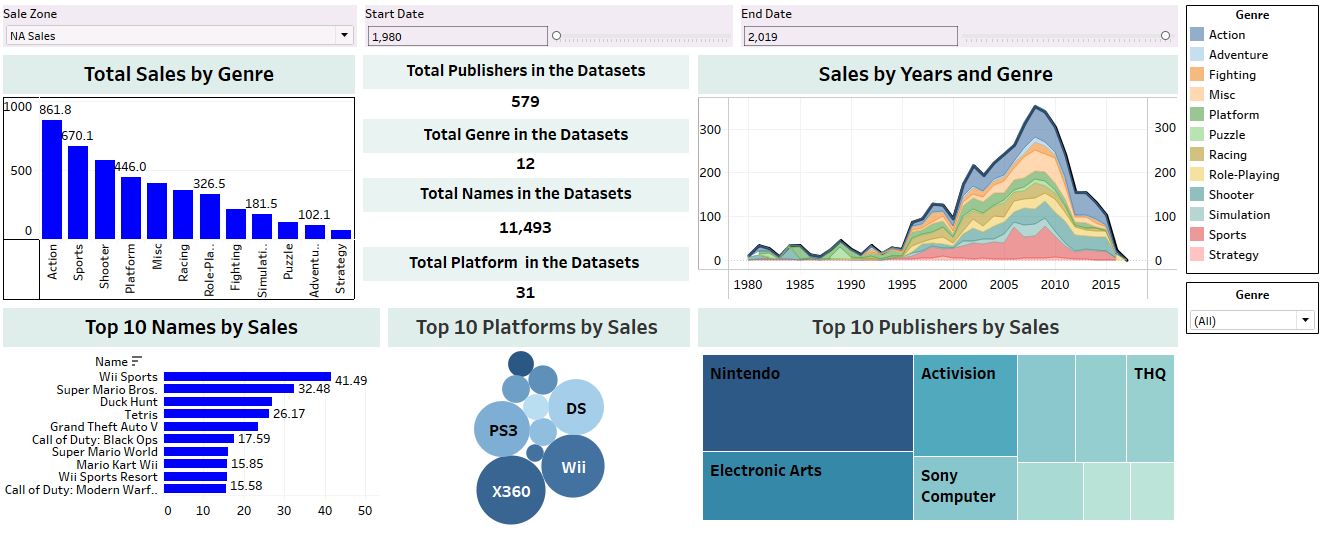 Sale Zone
NA Sales
Start Date
1,980
End Date
2,019
Total Sales by Genre
1000
500
0
861.8
670.1
446.0
326.5
181.5
102.1
Action
Sports
Shooter
Platform
Misc
Racing
Role-Pla..
Fighting
Simulati..
Puzzle
Adventu..
Strategy
Total Publishers in the Datasets
579
Total Genre in the Datasets
12
Total Names in the Datasets
11,493
Total Platform  in the Datasets
31
Sales by Years and Genre
300
200
100
0
300
200
100
0
1980
1985
1990
1995
2000
2005
2010
2015
Genre
Action
Adventure
Fighting
Misc
Platform
Puzzle
Racing
Role-Playing
Shooter
Simulation
Sports
Strategy
Genre
(All)
Top 10 Names by Sales
Name
Wii Sports
41.49
Super Mario Bros.
32.48
Duck Hunt
Tetris
26.17
Grand Theft Auto V
Call of Duty: Black Ops
17.59
Super Mario World
Mario Kart Wii
15.85
Wii Sports Resort
Call of Duty: Modern Warf..
15.58
0
10
20
30
40
50
Top 10 Platforms by Sales
DS
PS3
Wii
X360
Top 10 Publishers by Sales
Nintendo
Activision
THQ
Electronic Arts
Sony
Computer